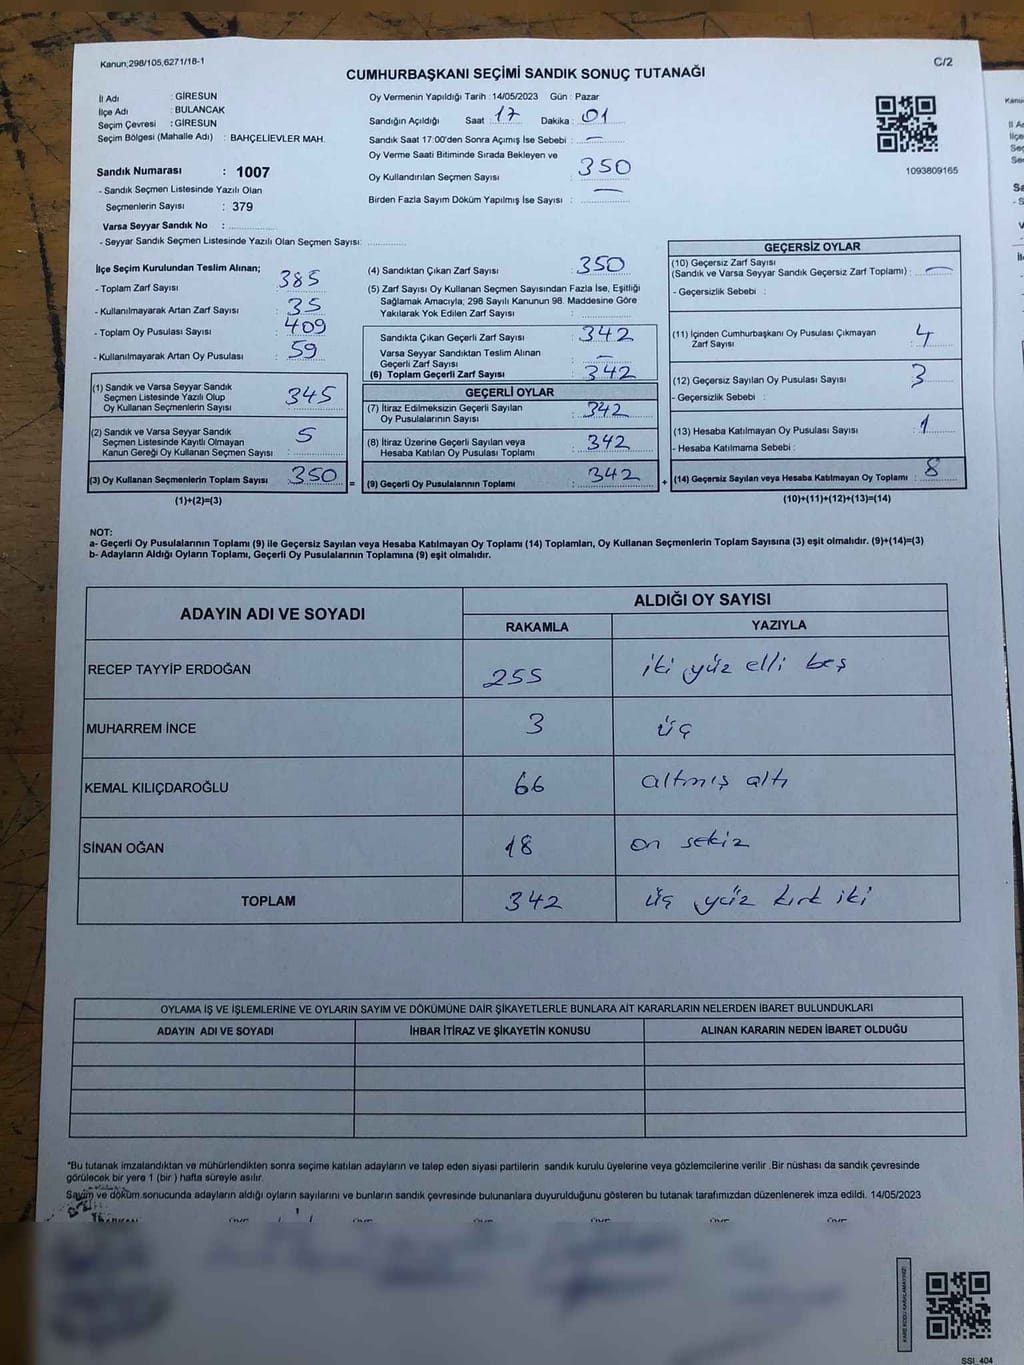 Kanun;298/105,6271/18-1
C/2
CUMHURBAŞKANI SEÇİMİ SANDIK SONUÇ TUTANAĞI
İl Adı : GİRESUN
İlçe Adı : BULANCAK
Seçim Çevresi : GİRESUN
Seçim Bölgesi (Mahalle Adı) : BAHÇELİEVLER MAH.
Oy Vermenin Yapıldığı Tarih :14/05/2023 Gün : Pazar
Sandığın Açıldığı Saat : 17 Dakika : 01
Sandık Saat 17:00'den Sonra Açımış İse Sebebi : —
Oy Verme Saati Bitiminde Sırada Bekleyen ve
Oy Kullandırılan Seçmen Sayısı : 350
Birden Fazla Sayım Döküm Yapılmış İse Sayısı : —
1093809165
Sandık Numarası : 1007
- Sandık Seçmen Listesinde Yazılı Olan
Seçmenlerin Sayısı : 379
Varsa Seyyar Sandık No :
- Seyyar Sandık Seçmen Listesinde Yazılı Olan Seçmen Sayısı:
İlçe Seçim Kurulundan Teslim Alınan;
- Toplam Zarf Sayısı : 385
- Kullanılmayarak Artan Zarf Sayısı : 35
- Toplam Oy Pusulası Sayısı : 409
- Kullanılmayarak Artan Oy Pusulası : 59
(1) Sandık ve Varsa Seyyar Sandık
Seçmen Listesinde Yazılı Olup
Oy Kullanan Seçmenlerin Sayısı : 345
(2) Sandık ve Varsa Seyyar Sandık
Seçmen Listesinde Kayıtlı Olmayan
Kanun Gereği Oy Kullanan Seçmen Sayısı : 5
(3) Oy Kullanan Seçmenlerin Toplam Sayısı : 350 =
(1)+(2)=(3)
(4) Sandıktan Çıkan Zarf Sayısı : 350
(5) Zarf Sayısı Oy Kullanan Seçmen Sayısından Fazla İse, Eşitliği
Sağlamak Amacıyla; 298 Sayılı Kanunun 98. Maddesine Göre
Yakılarak Yok Edilen Zarf Sayısı :
Sandıkta Çıkan Geçerli Zarf Sayısı : 342
Varsa Seyyar Sandıktan Teslim Alınan
Geçerli Zarf Sayısı : —
(6) Toplam Geçerli Zarf Sayısı : 342
GEÇERLİ OYLAR
(7) İtiraz Edilmeksizin Geçerli Sayılan
Oy Pusulalarının Sayısı : 342
(8) İtiraz Üzerine Geçerli Sayılan veya
Hesaba Katılan Oy Pusulası Toplamı : 342
(9) Geçerli Oy Pusulalarının Toplamı : 342 +
GEÇERSİZ OYLAR
(10) Geçersiz Zarf Sayısı
(Sandık ve Varsa Seyyar Sandık Geçersiz Zarf Toplamı) : —
- Geçersizlik Sebebi :
(11) İçinden Cumhurbaşkanı Oy Pusulası Çıkmayan
Zarf Sayısı : 4
(12) Geçersiz Sayılan Oy Pusulası Sayısı : 3
- Geçersizlik Sebebi :
(13) Hesaba Katılmayan Oy Pusulası Sayısı : 1
- Hesaba Katılmama Sebebi :
(14) Geçersiz Sayılan veya Hesaba Katılmayan Oy Toplamı : 8
(10)+(11)+(12)+(13)=(14)
NOT:
a- Geçerli Oy Pusulalarının Toplamı (9) ile Geçersiz Sayılan veya Hesaba Katılmayan Oy Toplamı (14) Toplamları, Oy Kullanan Seçmenlerin Toplam Sayısına (3) eşit olmalıdır. (9)+(14)=(3)
b- Adayların Aldığı Oyların Toplamı, Geçerli Oy Pusulalarının Toplamına (9) eşit olmalıdır.
ADAYIN ADI VE SOYADI ALDIĞI OY SAYISI
RAKAMLA YAZIYLA
RECEP TAYYİP ERDOĞAN 255 iki yüz elli beş
MUHARREM İNCE 3 üç
KEMAL KILIÇDAROĞLU 66 altmış altı
SİNAN OĞAN 18 on sekiz
TOPLAM 342 üç yüz kırk iki
OYLAMA İŞ VE İŞLEMLERİNE VE OYLARIN SAYIM VE DÖKÜMÜNE DAİR ŞİKAYETLERLE BUNLARA AİT KARARLARIN NELERDEN İBARET BULUNDUKLARI
ADAYIN ADI VE SOYADI İHBAR İTİRAZ VE ŞİKAYETİN KONUSU ALINAN KARARIN NEDEN İBARET OLDUĞU
*Bu tutanak imzalandıktan ve mühürlendikten sonra seçime katılan adayların ve talep eden siyasi partilerin sandık kurulu üyelerine veya gözlemcilerine verilir .Bir nüshası da sandık çevresinde
görülecek bir yere 1 (bir ) hafta süreyle asılır.
Sayım ve döküm sonucunda adayların aldığı oyların sayılarını ve bunların sandık çevresinde bulunanlara duyurulduğunu gösteren bu tutanak tarafımızdan düzenlenerek imza edildi. 14/05/2023
KARE KODU KARALAMAYINIZ!
SSİ_404